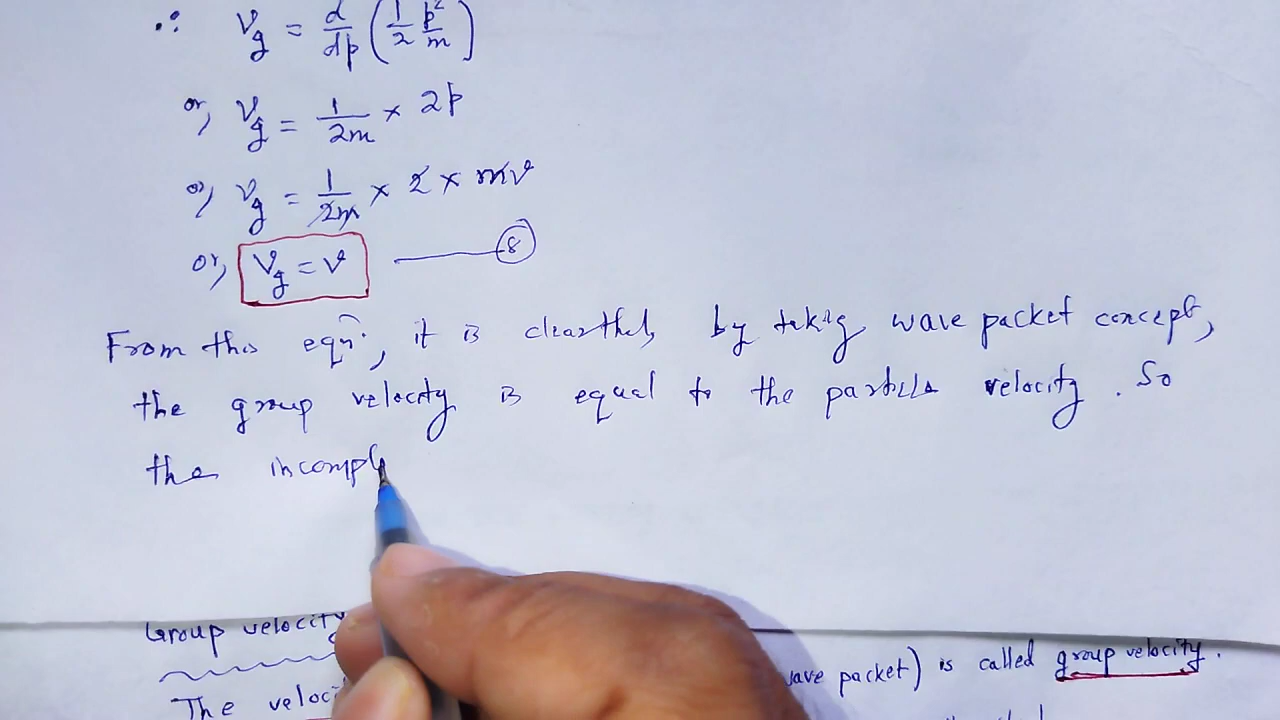 ∴ Vg = d/dp (1/2 p²/m)
or, Vg = 1/2m × 2p
or, Vg = 1/2m × 2 × mv
or, Vg = v —— 8
From this eqn., it is clear that, by taking wave packet concept,
the group velocity is equal to the particle velocity. So
the incompl
Group velocity
wave packet) is called group velocity.
The veloci